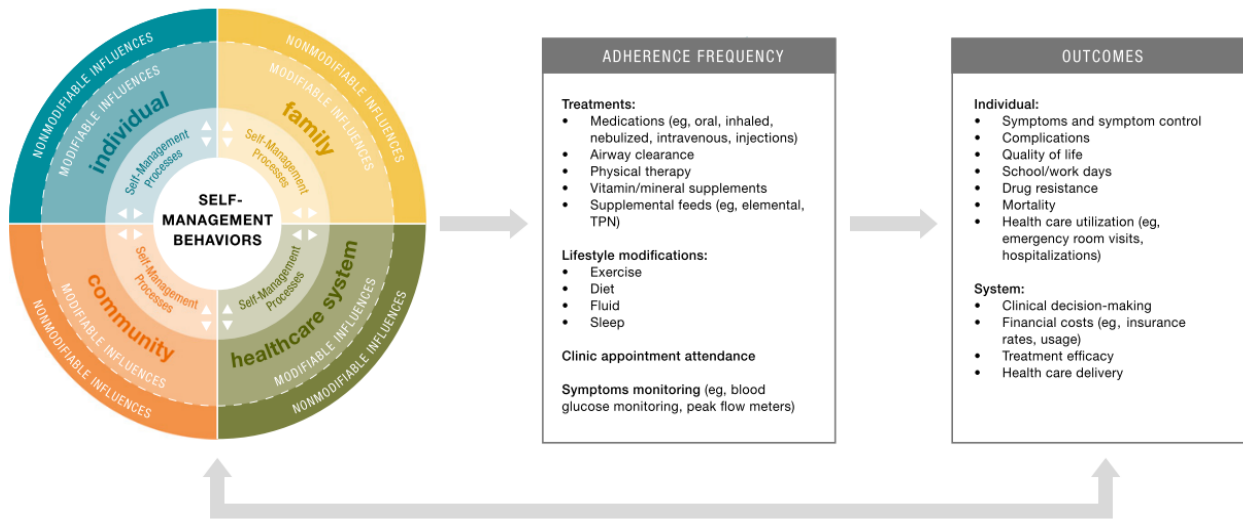 NONMODIFIABLE INFLUENCES
MODIFIABLE INFLUENCES
individual
Self-Management
Processes
NONMODIFIABLE INFLUENCES
MODIFIABLE INFLUENCES
family
Self-Management
Processes
SELF-
MANAGEMENT
BEHAVIORS
Self-Management
Processes
community
MODIFIABLE INFLUENCES
NONMODIFIABLE INFLUENCES
Self-Management
Processes
healthcare system
MODIFIABLE INFLUENCES
NONMODIFIABLE INFLUENCES
ADHERENCE FREQUENCY
Treatments:
• Medications (eg, oral, inhaled,
nebulized, intravenous, injections)
• Airway clearance
• Physical therapy
• Vitamin/mineral supplements
• Supplemental feeds (eg, elemental,
TPN)
Lifestyle modifications:
• Exercise
• Diet
• Fluid
• Sleep
Clinic appointment attendance
Symptoms monitoring (eg, blood
glucose monitoring, peak flow meters)
OUTCOMES
Individual:
• Symptoms and symptom control
• Complications
• Quality of life
• School/work days
• Drug resistance
• Mortality
• Health care utilization (eg,
emergency room visits,
hospitalizations)
System:
• Clinical decision-making
• Financial costs (eg, insurance
rates, usage)
• Treatment efficacy
• Health care delivery